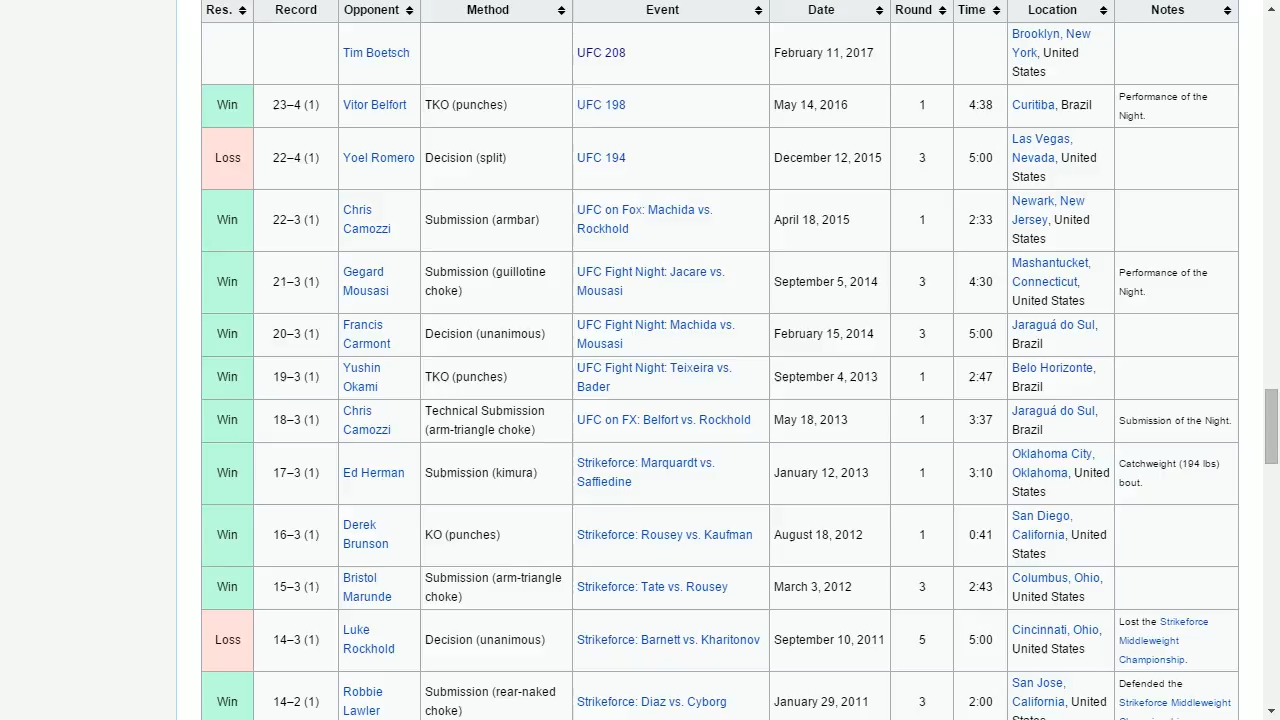 Res. Record Opponent Method Event Date Round Time Location Notes
Tim Boetsch UFC 208 February 11, 2017 Brooklyn, New York, United States
Win 23–4 (1) Vitor Belfort TKO (punches) UFC 198 May 14, 2016 1 4:38 Curitiba, Brazil Performance of the Night.
Loss 22–4 (1) Yoel Romero Decision (split) UFC 194 December 12, 2015 3 5:00 Las Vegas, Nevada, United States
Win 22–3 (1) Chris Camozzi Submission (armbar) UFC on Fox: Machida vs. Rockhold April 18, 2015 1 2:33 Newark, New Jersey, United States
Win 21–3 (1) Gegard Mousasi Submission (guillotine choke) UFC Fight Night: Jacare vs. Mousasi September 5, 2014 3 4:30 Mashantucket, Connecticut, United States Performance of the Night.
Win 20–3 (1) Francis Carmont Decision (unanimous) UFC Fight Night: Machida vs. Mousasi February 15, 2014 3 5:00 Jaraguá do Sul, Brazil
Win 19–3 (1) Yushin Okami TKO (punches) UFC Fight Night: Teixeira vs. Bader September 4, 2013 1 2:47 Belo Horizonte, Brazil
Win 18–3 (1) Chris Camozzi Technical Submission (arm-triangle choke) UFC on FX: Belfort vs. Rockhold May 18, 2013 1 3:37 Jaraguá do Sul, Brazil Submission of the Night.
Win 17–3 (1) Ed Herman Submission (kimura) Strikeforce: Marquardt vs. Saffiedine January 12, 2013 1 3:10 Oklahoma City, Oklahoma, United States Catchweight (194 lbs) bout.
Win 16–3 (1) Derek Brunson KO (punches) Strikeforce: Rousey vs. Kaufman August 18, 2012 1 0:41 San Diego, California, United States
Win 15–3 (1) Bristol Marunde Submission (arm-triangle choke) Strikeforce: Tate vs. Rousey March 3, 2012 3 2:43 Columbus, Ohio, United States
Loss 14–3 (1) Luke Rockhold Decision (unanimous) Strikeforce: Barnett vs. Kharitonov September 10, 2011 5 5:00 Cincinnati, Ohio, United States Lost the Strikeforce Middleweight Championship.
Win 14–2 (1) Robbie Lawler Submission (rear-naked choke) Strikeforce: Diaz vs. Cyborg January 29, 2011 3 2:00 San Jose, California, United Defended the Strikeforce Middleweight